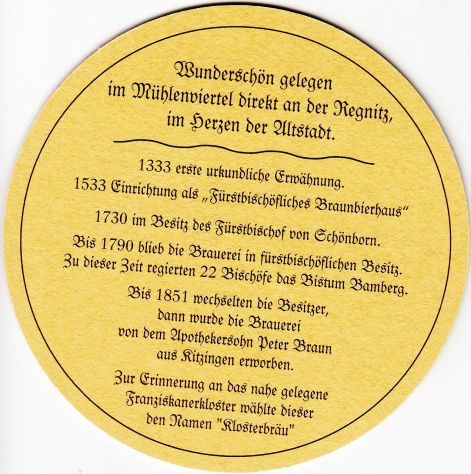 Wunderschön gelegen
im Mühlenviertel direkt an der Regnitz,
im Herzen der Altstadt.
1333 erste urkundliche Erwähnung.
1533 Einrichtung als „Fürstbischöfliches Braunbierhaus“
1730 im Besitz des Fürstbischof von Schönborn.
Bis 1790 blieb die Brauerei in fürstbischöflichen Besitz.
Zu dieser Zeit regierten 22 Bischöfe das Bistum Bamberg.
Bis 1851 wechselten die Besitzer,
dann wurde die Brauerei
von dem Apothekersohn Peter Braun
aus Kitzingen erworben.
Zur Erinnerung an das nahe gelegene
Franziskanerkloster wählte dieser
den Namen "Klosterbräu"